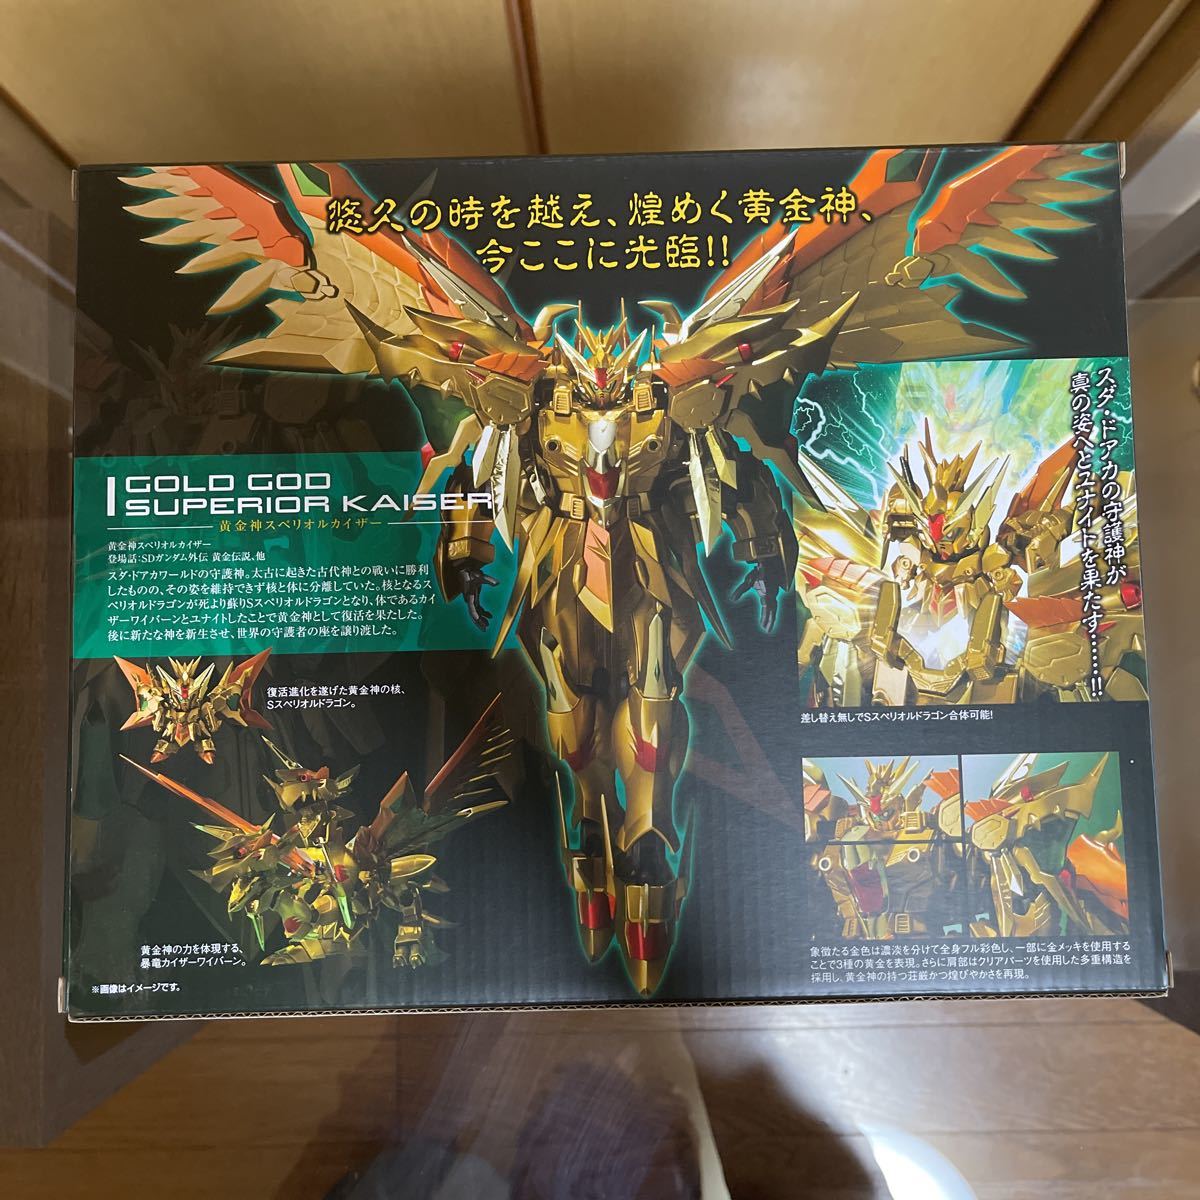 悠久の時を越え、煌めく黄金神、
今ここに光臨!!
GOLD GOD
SUPERIOR KAISER
黄金神スペリオルカイザー
黄金神スペリオルカイザー
登場話:SDガンダム外伝 黄金伝説、他
スダ・ドアカワールドの守護神。太古に起きた古代神との戦いに勝利
したものの、その姿を維持できず核と体に分離していた。核となるス
ペリオルドラゴンが死より蘇りSスペリオルドラゴンとなり、体であるカイ
ザーワイバーンとユナイトしたことで黄金神として復活を果たした。
後に新たな神を新生させ、世界の守護者の座を譲り渡した。
復活進化を遂げた黄金神の核、
Sスペリオルドラゴン。
黄金神の力を体現する、
暴竜カイザーワイバーン。
※画像はイメージです。
スダ・ドアカの守護神が
真の姿へとユナイトを果たす……!!
差し替え無しでSスペリオルドラゴン合体可能!
象徴たる金色は濃淡を分けて全身フル彩色し、一部に金メッキを使用する
ことで3種の黄金を表現。さらに肩部はクリアパーツを使用した多重構造を
採用し、黄金神の持つ荘厳かつ煌びやかさを再現。